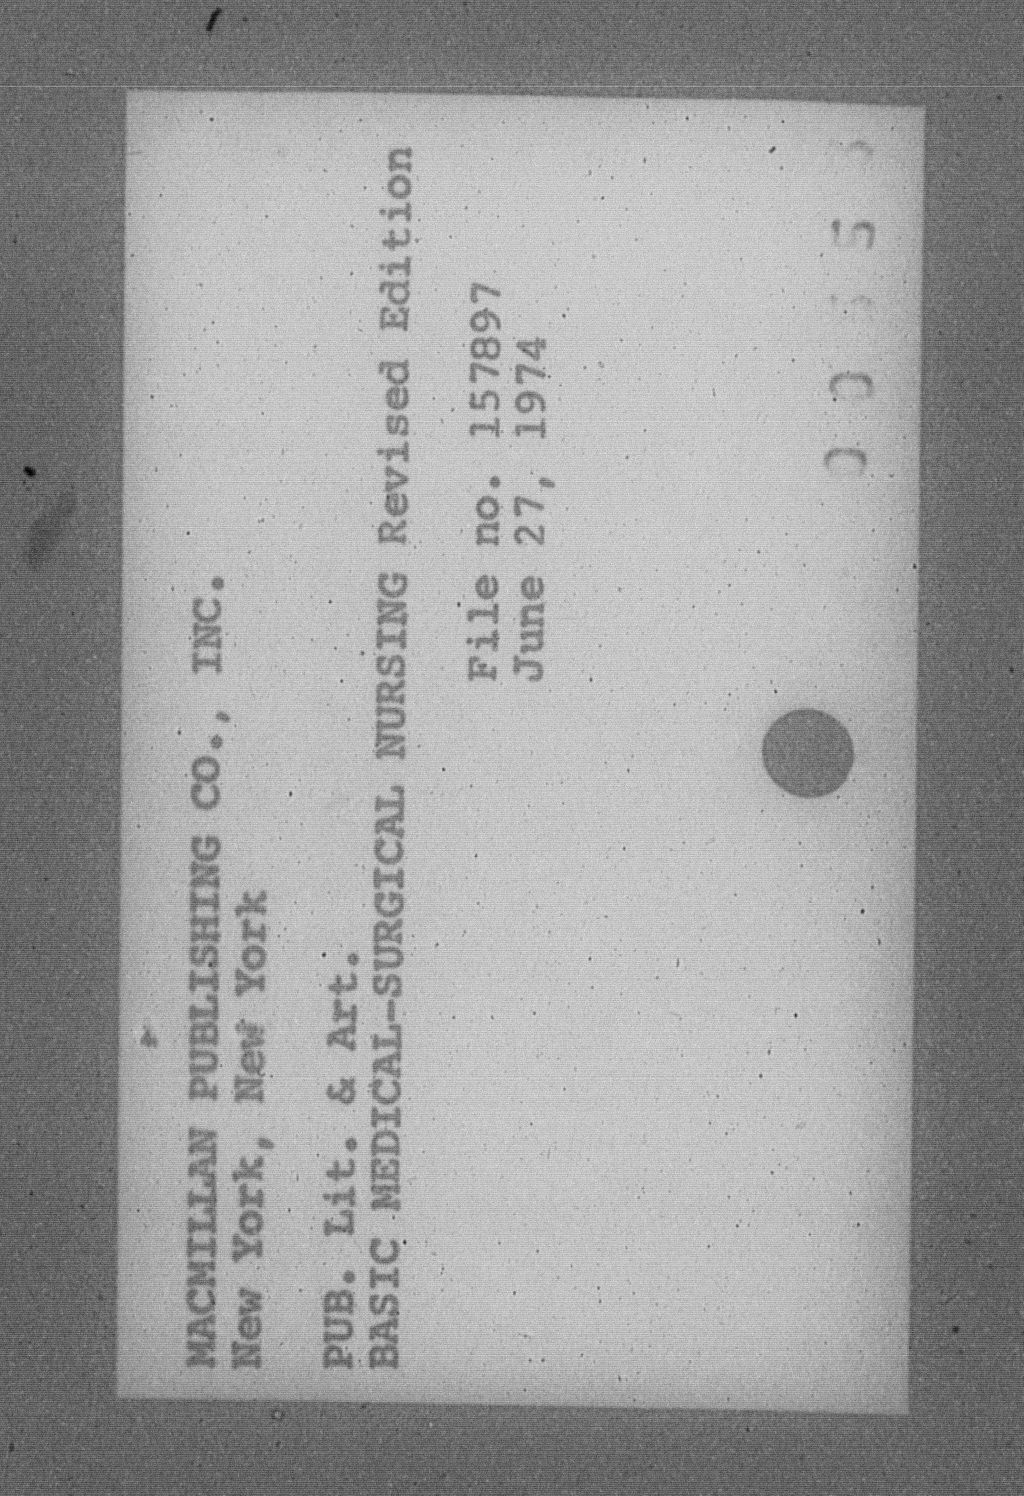 MACMILLAN PUBLISHING CO., INC.
New York, New York
PUB. Lit. & Art.
BASIC MEDICAL-SURGICAL NURSING Revised Edition
File no. 157897
June 27, 1974